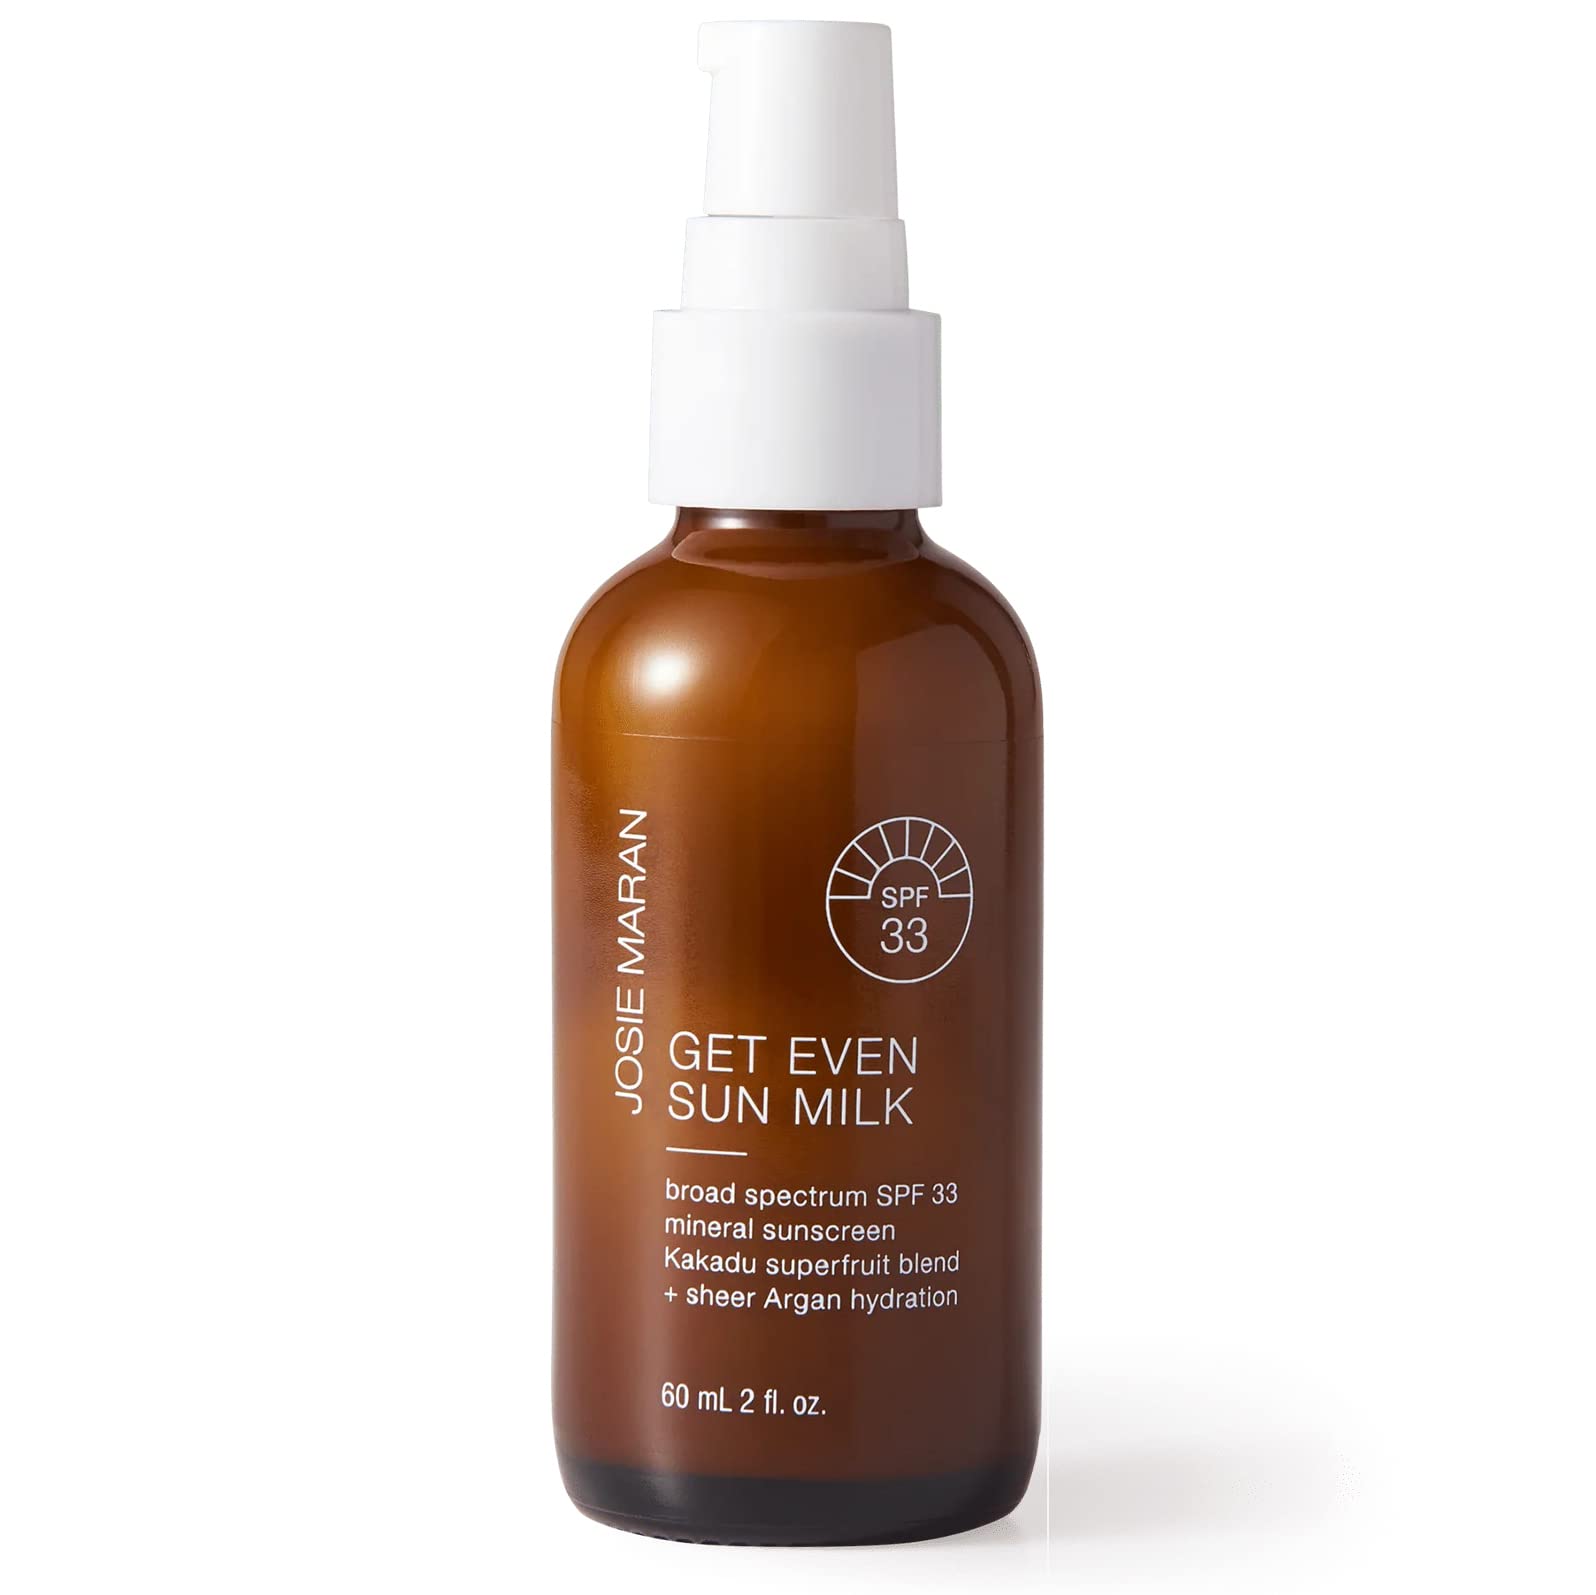 JOSIE MARAN
SPF
33
GET EVEN
SUN MILK
broad spectrum SPF 33
mineral sunscreen
Kakadu superfruit blend
+ sheer Argan hydration
60 mL 2 fl. oz.